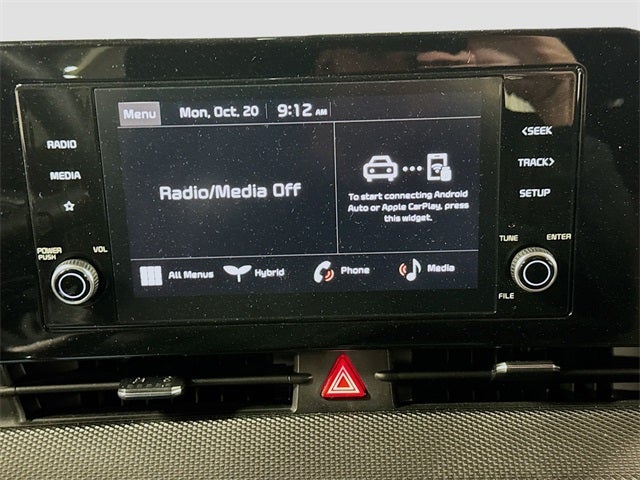 Menu Mon, Oct. 20 9:12 AM
RADIO
MEDIA
POWER
PUSH
VOL
Radio/Media Off
To start connecting Android
Auto or Apple CarPlay, press
this widget.
All Menus Hybrid Phone Media
<SEEK
TRACK>
SETUP
TUNE
ENTER
FILE